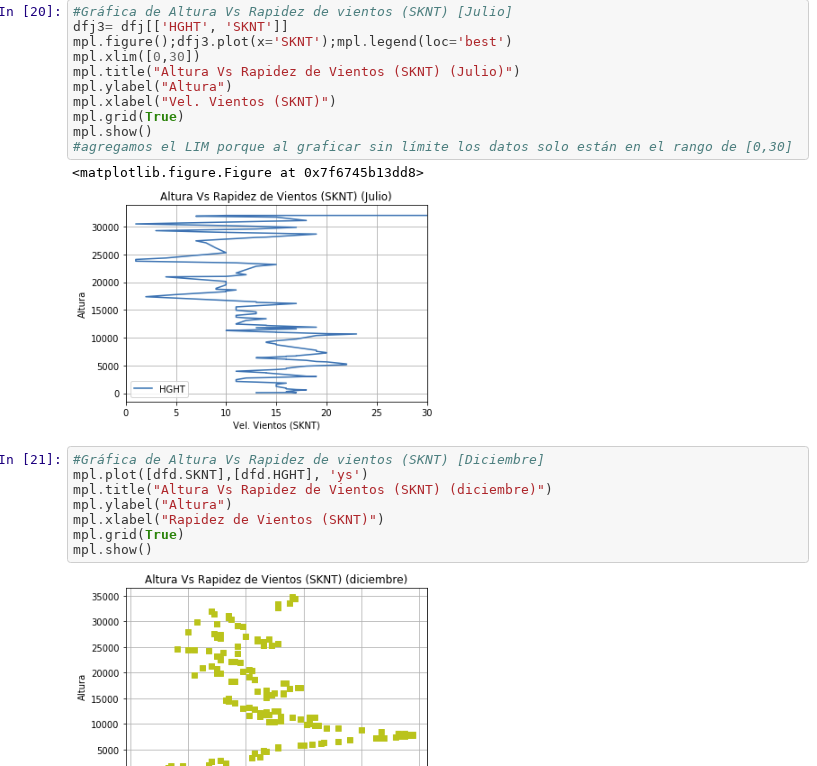 In [20]:
#Gráfica de Altura Vs Rapidez de vientos (SKNT) [Julio]
dfj3= dfj[['HGHT', 'SKNT']]
mpl.figure();dfj3.plot(x='SKNT');mpl.legend(loc='best')
mpl.xlim([0,30])
mpl.title("Altura Vs Rapidez de Vientos (SKNT) (Julio)")
mpl.ylabel("Altura")
mpl.xlabel("Vel. Vientos (SKNT)")
mpl.grid(True)
mpl.show()
#agregamos el LIM porque al graficar sin límite los datos solo están en el rango de [0,30]
<matplotlib.figure.Figure at 0x7f6745b13dd8>
Altura Vs Rapidez de Vientos (SKNT) (Julio)
30000
25000
20000
15000
10000
5000
0
Altura
HGHT
0 5 10 15 20 25 30
Vel. Vientos (SKNT)
In [21]:
#Gráfica de Altura Vs Rapidez de vientos (SKNT) [Diciembre]
mpl.plot([dfd.SKNT],[dfd.HGHT], 'ys')
mpl.title("Altura Vs Rapidez de Vientos (SKNT) (diciembre)")
mpl.ylabel("Altura")
mpl.xlabel("Rapidez de Vientos (SKNT)")
mpl.grid(True)
mpl.show()
Altura Vs Rapidez de Vientos (SKNT) (diciembre)
35000
30000
25000
20000
15000
10000
5000
Altura